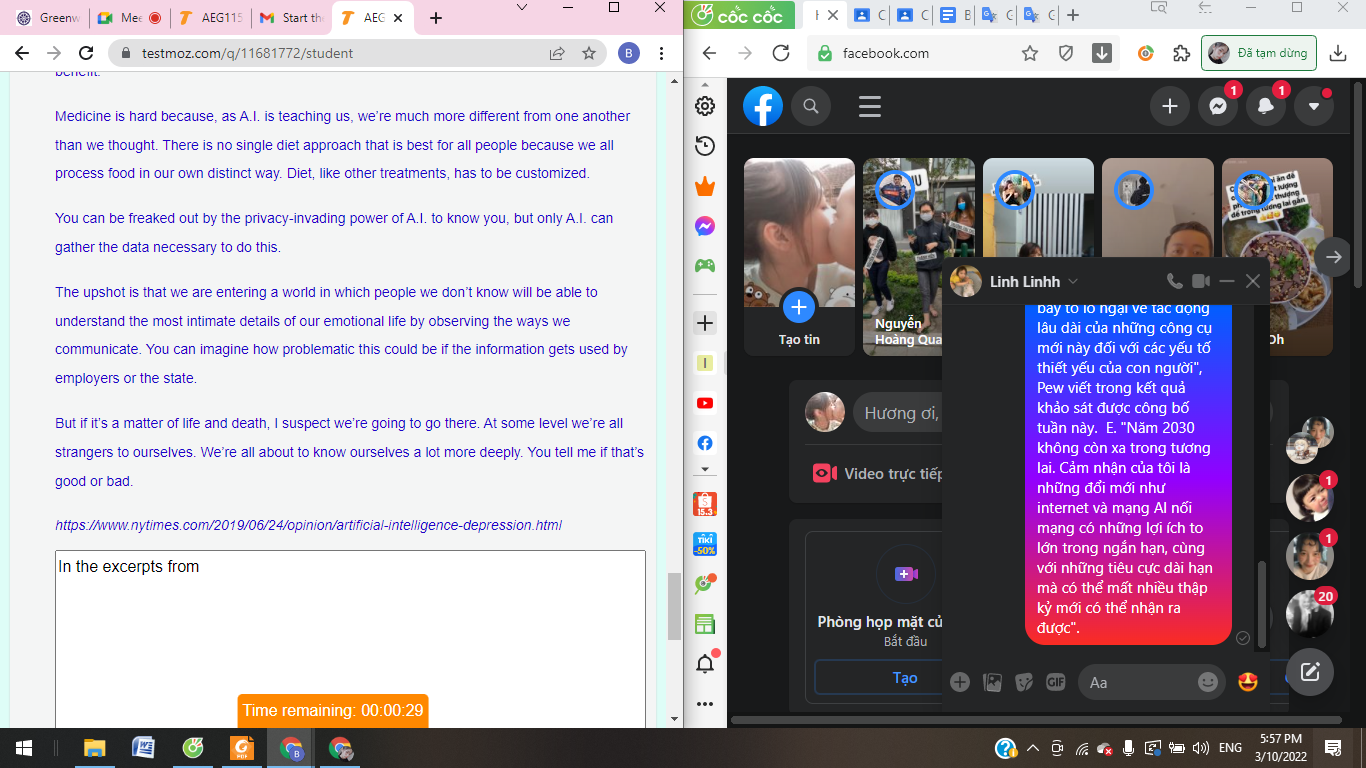 Greenw
Mee
AEG115
Start the
AEG
testmoz.com/q/11681772/student
B
benefit.
Medicine is hard because, as A.I. is teaching us, we're much more different from one another
than we thought. There is no single diet approach that is best for all people because we all
process food in our own distinct way. Diet, like other treatments, has to be customized.
You can be freaked out by the privacy-invading power of A.I. to know you, but only A.I. can
gather the data necessary to do this.
The upshot is that we are entering a world in which people we don't know will be able to
understand the most intimate details of our emotional life by observing the ways we
communicate. You can imagine how problematic this could be if the information gets used by
employers or the state.
But if it's a matter of life and death, I suspect we're going to go there. At some level we're all
strangers to ourselves. We're all about to know ourselves a lot more deeply. You tell me if that's
good or bad.
https://www.nytimes.com/2019/06/24/opinion/artificial-intelligence-depression.html
In the excerpts from
Time remaining: 00:00:29
cốc cốc
facebook.com
Đã tạm dừng
1
1
Tạo tin
Nguyễn
Hoàng Qua
Oh
Hương ơi,
Video trực tiếp
Phòng họp mặt củ
Bắt đầu
Tạo
Linh Linhh
bày tỏ lo ngại về tác động
lâu dài của những công cụ
mới này đối với các yếu tố
thiết yếu của con người",
Pew viết trong kết quả
khảo sát được công bố
tuần này. E. "Năm 2030
không còn xa trong tương
lai. Cảm nhận của tôi là
những đổi mới như
internet và mạng AI nối
mạng có những lợi ích to
lớn trong ngắn hạn, cùng
với những tiêu cực dài hạn
mà có thể mất nhiều thập
kỷ mới có thể nhận ra
được".
GIF
Aa
1
1
20
15.3
TIKI
-50%
ENG
5:57 PM
3/10/2022